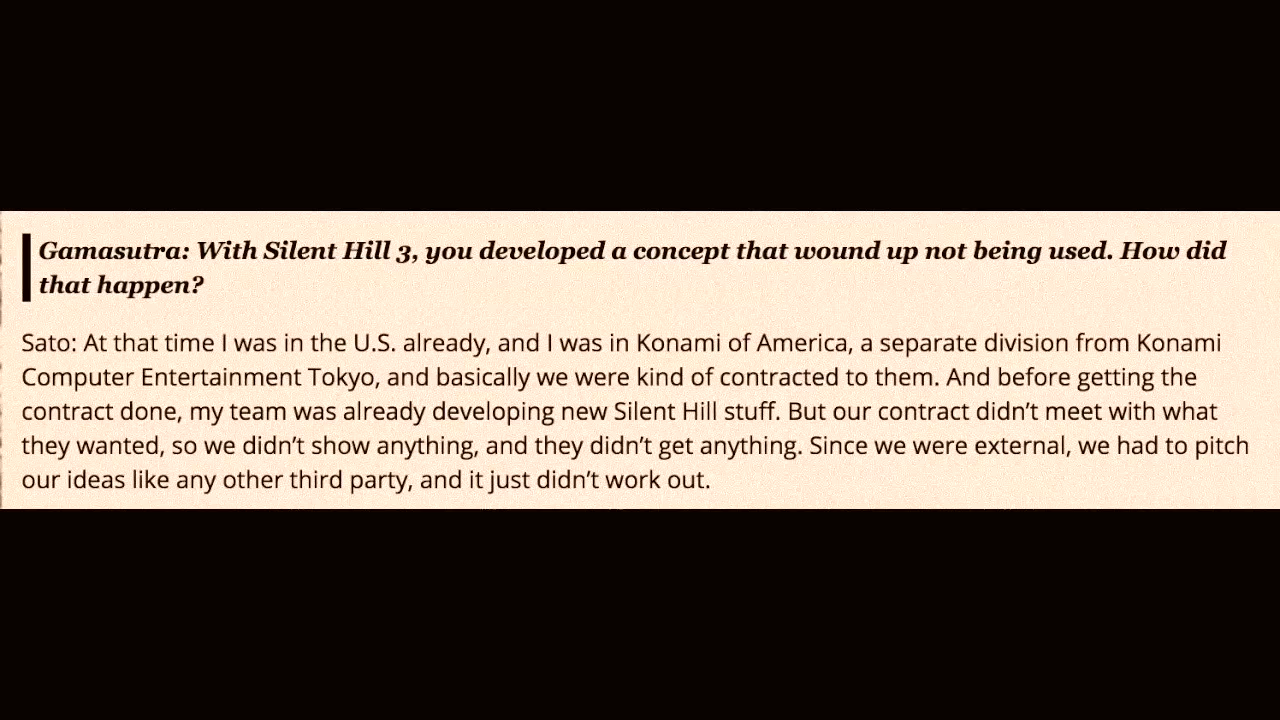 Gamasutra: With Silent Hill 3, you developed a concept that wound up not being used. How did
that happen?
Sato: At that time I was in the U.S. already, and I was in Konami of America, a separate division from Konami
Computer Entertainment Tokyo, and basically we were kind of contracted to them. And before getting the
contract done, my team was already developing new Silent Hill stuff. But our contract didn’t meet with what
they wanted, so we didn’t show anything, and they didn’t get anything. Since we were external, we had to pitch
our ideas like any other third party, and it just didn’t work out.